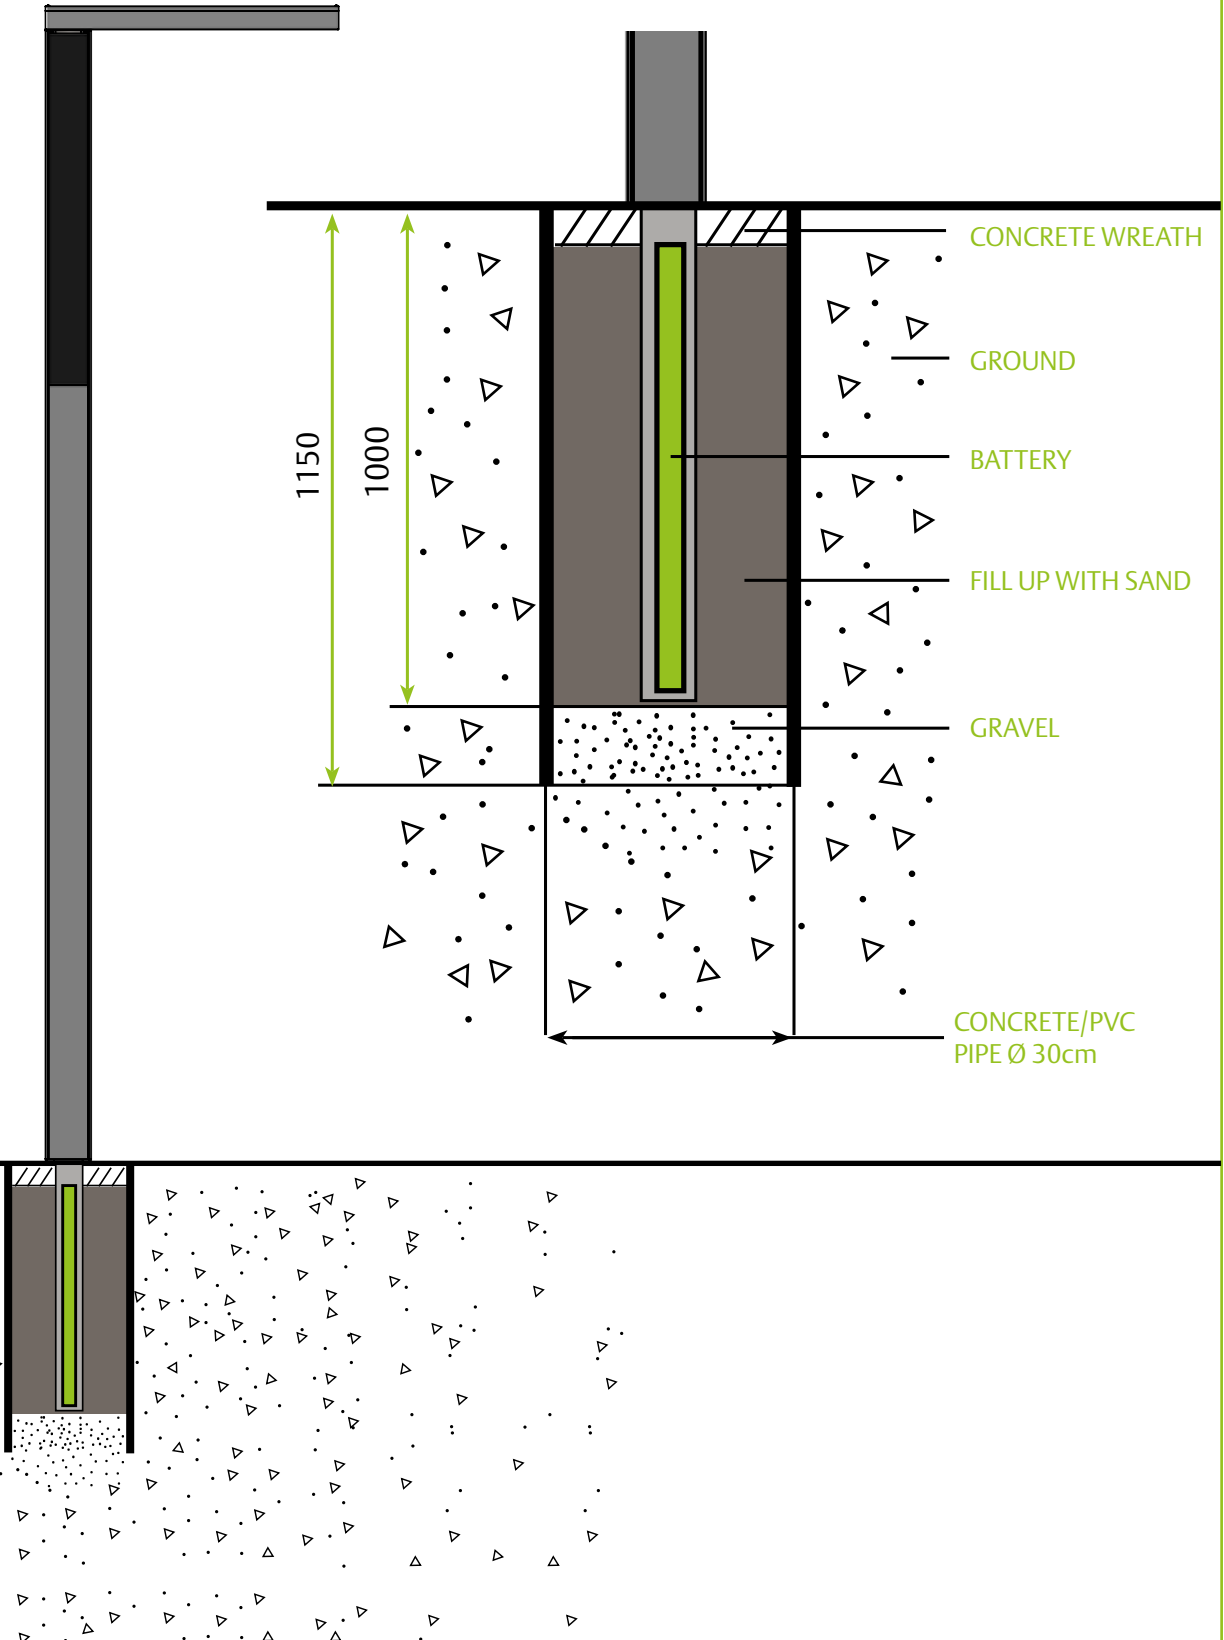 CONCRETE WREATH
GROUND
BATTERY
1150
1000
FILL UP WITH SAND
GRAVEL
CONCRETE/PVC
PIPE Ø 30cm